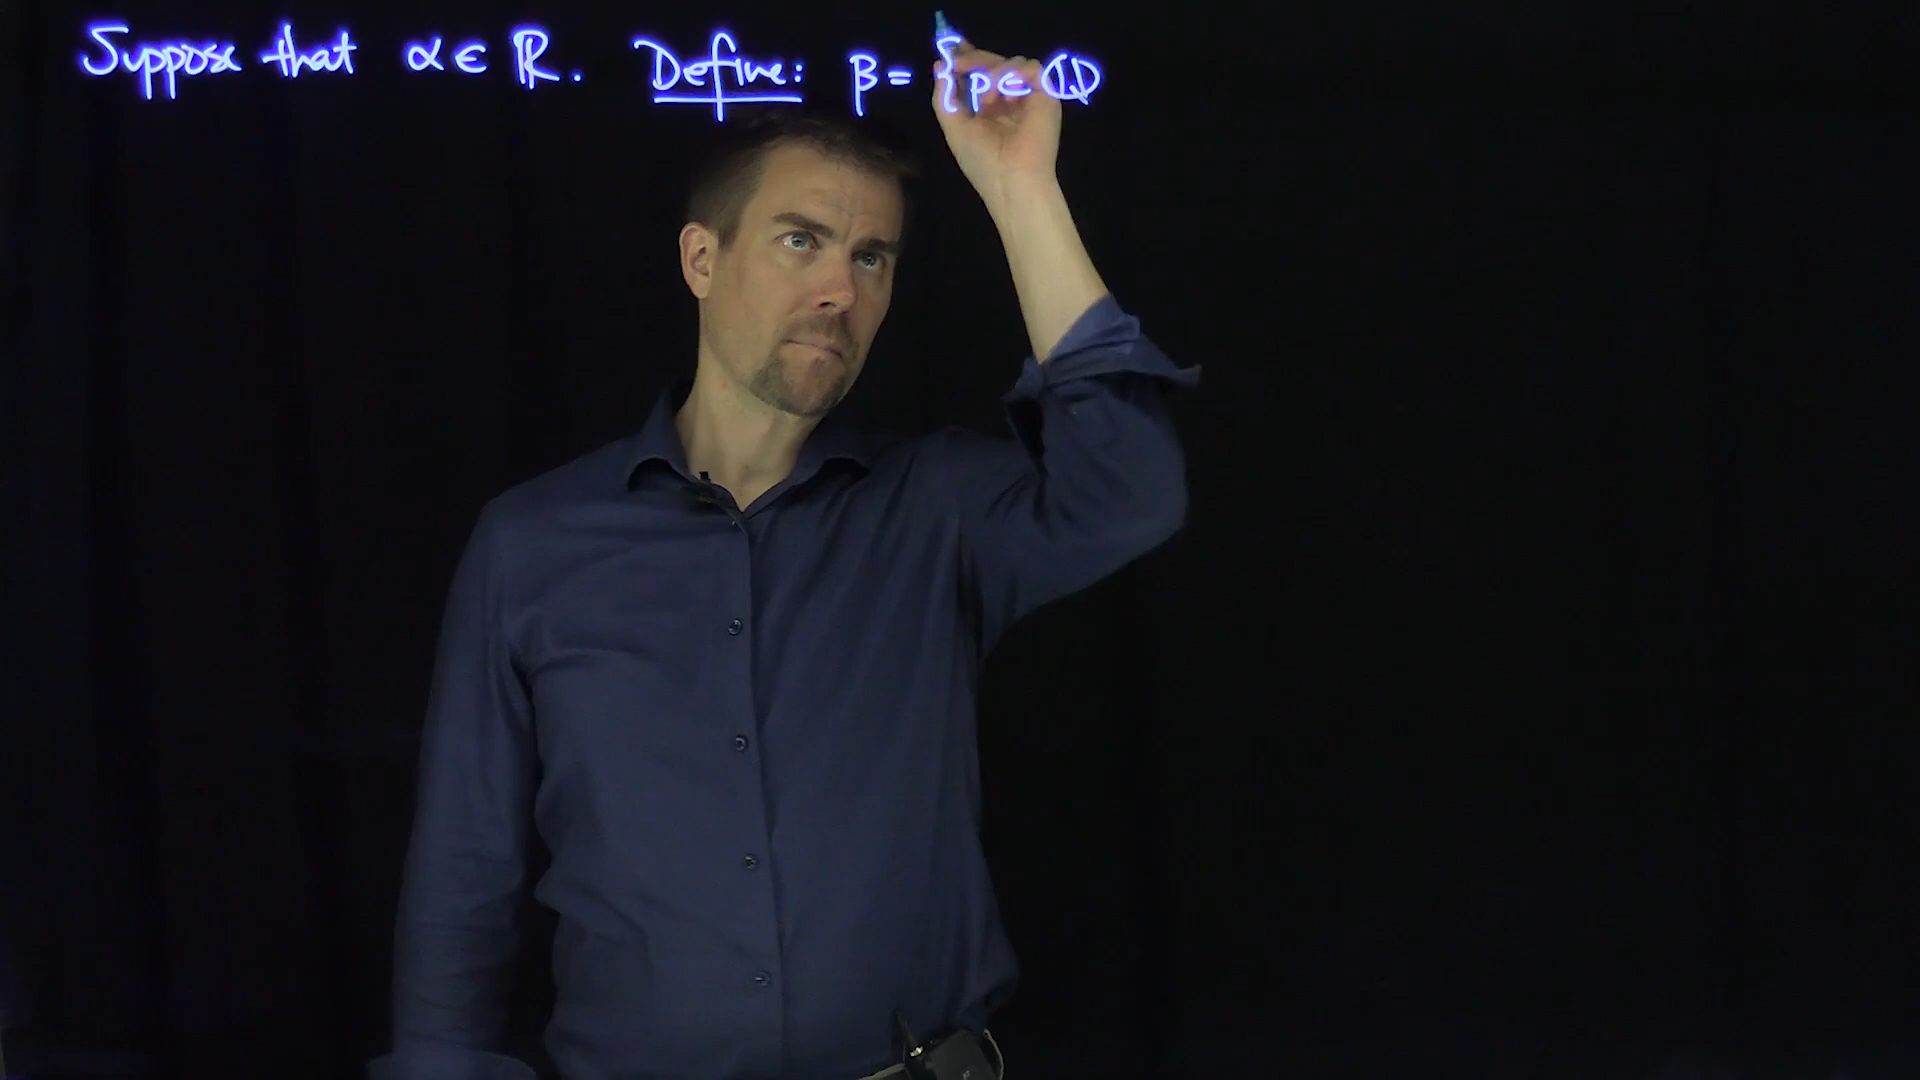 Suppose that α ∈ ℝ. Define: β = { p ∈ ℚ